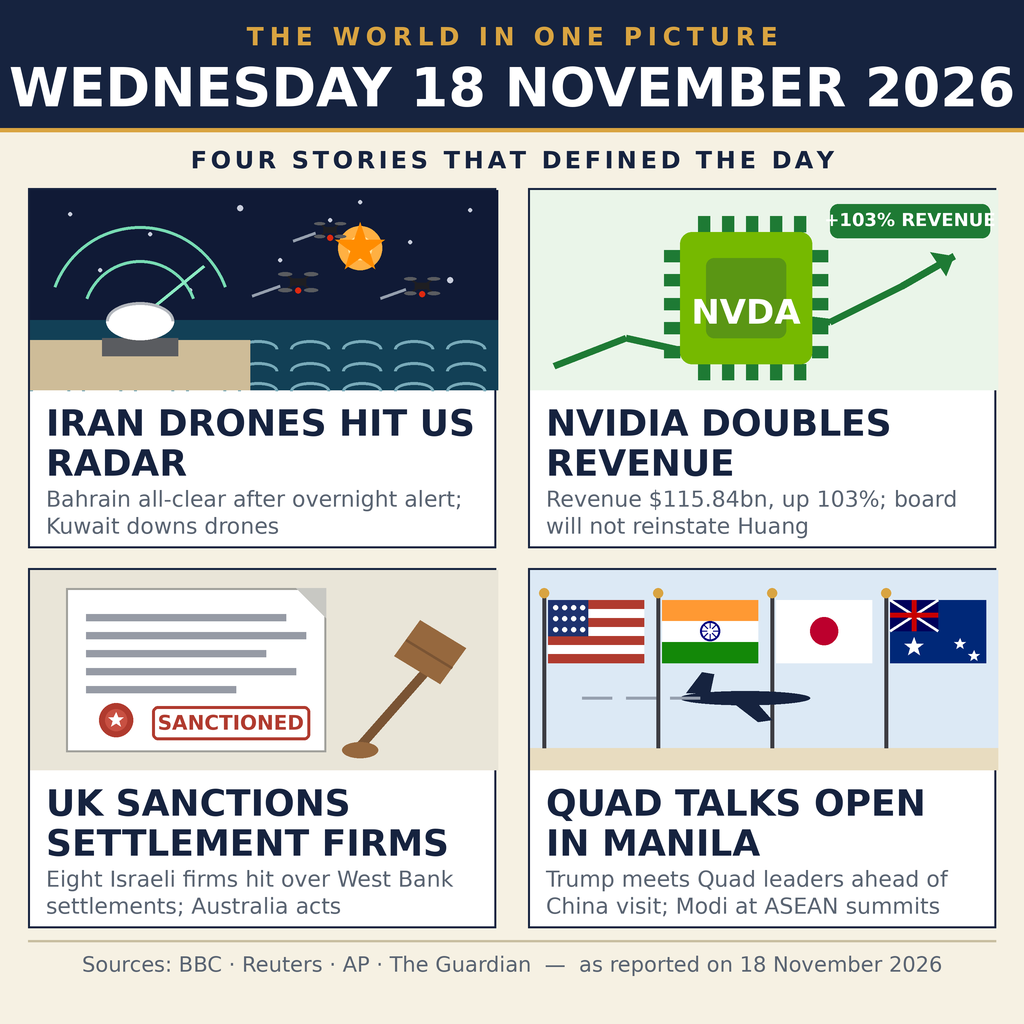 THE WORLD IN ONE PICTURE
WEDNESDAY 18 NOVEMBER 2026
FOUR STORIES THAT DEFINED THE DAY
IRAN DRONES HIT US
RADAR
Bahrain all-clear after overnight alert;
Kuwait downs drones
+103% REVENUE
NVDA
NVIDIA DOUBLES
REVENUE
Revenue $115.84bn, up 103%; board
will not reinstate Huang
SANCTIONED
UK SANCTIONS
SETTLEMENT FIRMS
Eight Israeli firms hit over West Bank
settlements; Australia acts
QUAD TALKS OPEN
IN MANILA
Trump meets Quad leaders ahead of
China visit; Modi at ASEAN summits
Sources: BBC · Reuters · AP · The Guardian — as reported on 18 November 2026